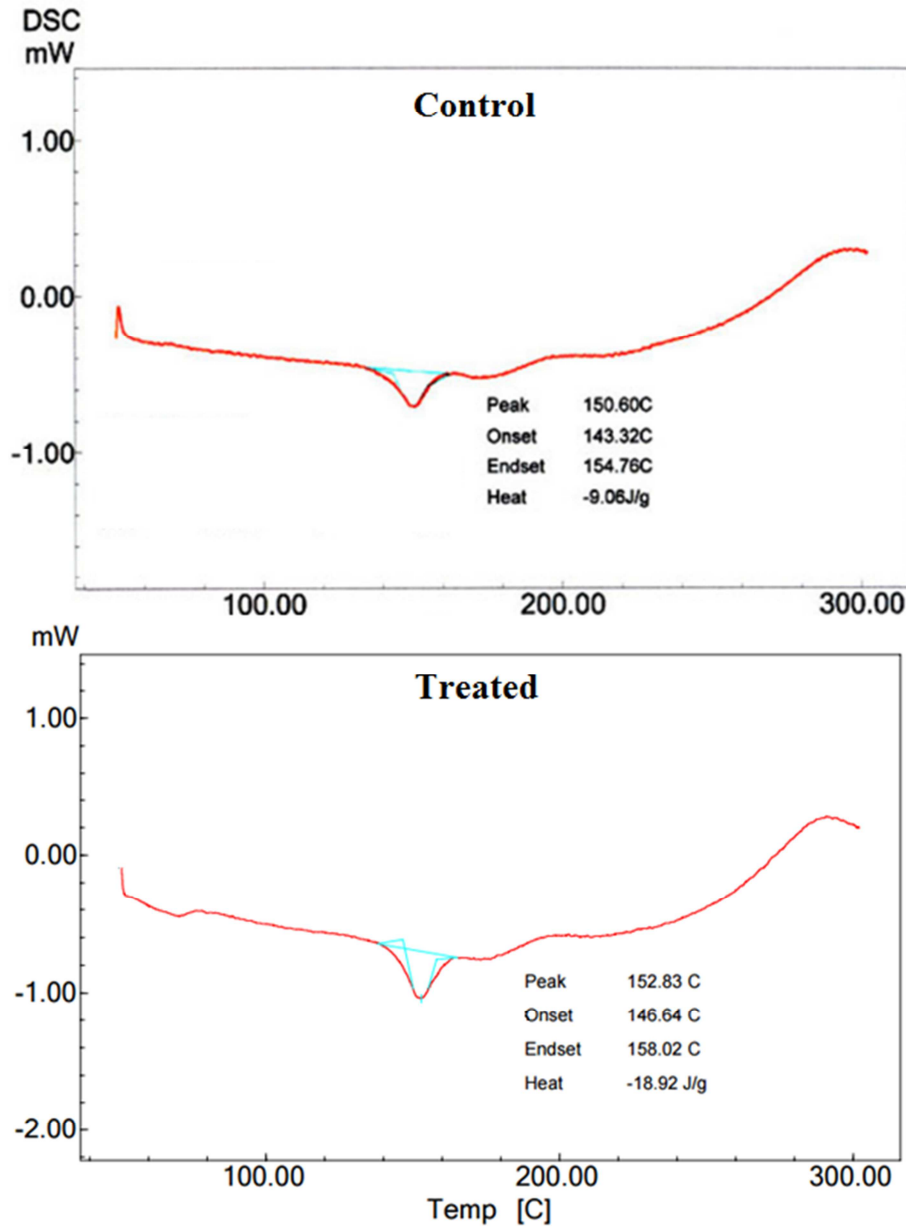 DSC
mW
Control
1.00
0.00
-1.00
Peak 150.60C
Onset 143.32C
Endset 154.76C
Heat -9.06J/g
100.00 200.00 300.00
mW
Treated
1.00
0.00
-1.00
-2.00
Peak 152.83 C
Onset 146.64 C
Endset 158.02 C
Heat -18.92 J/g
100.00 200.00 300.00
Temp [C]